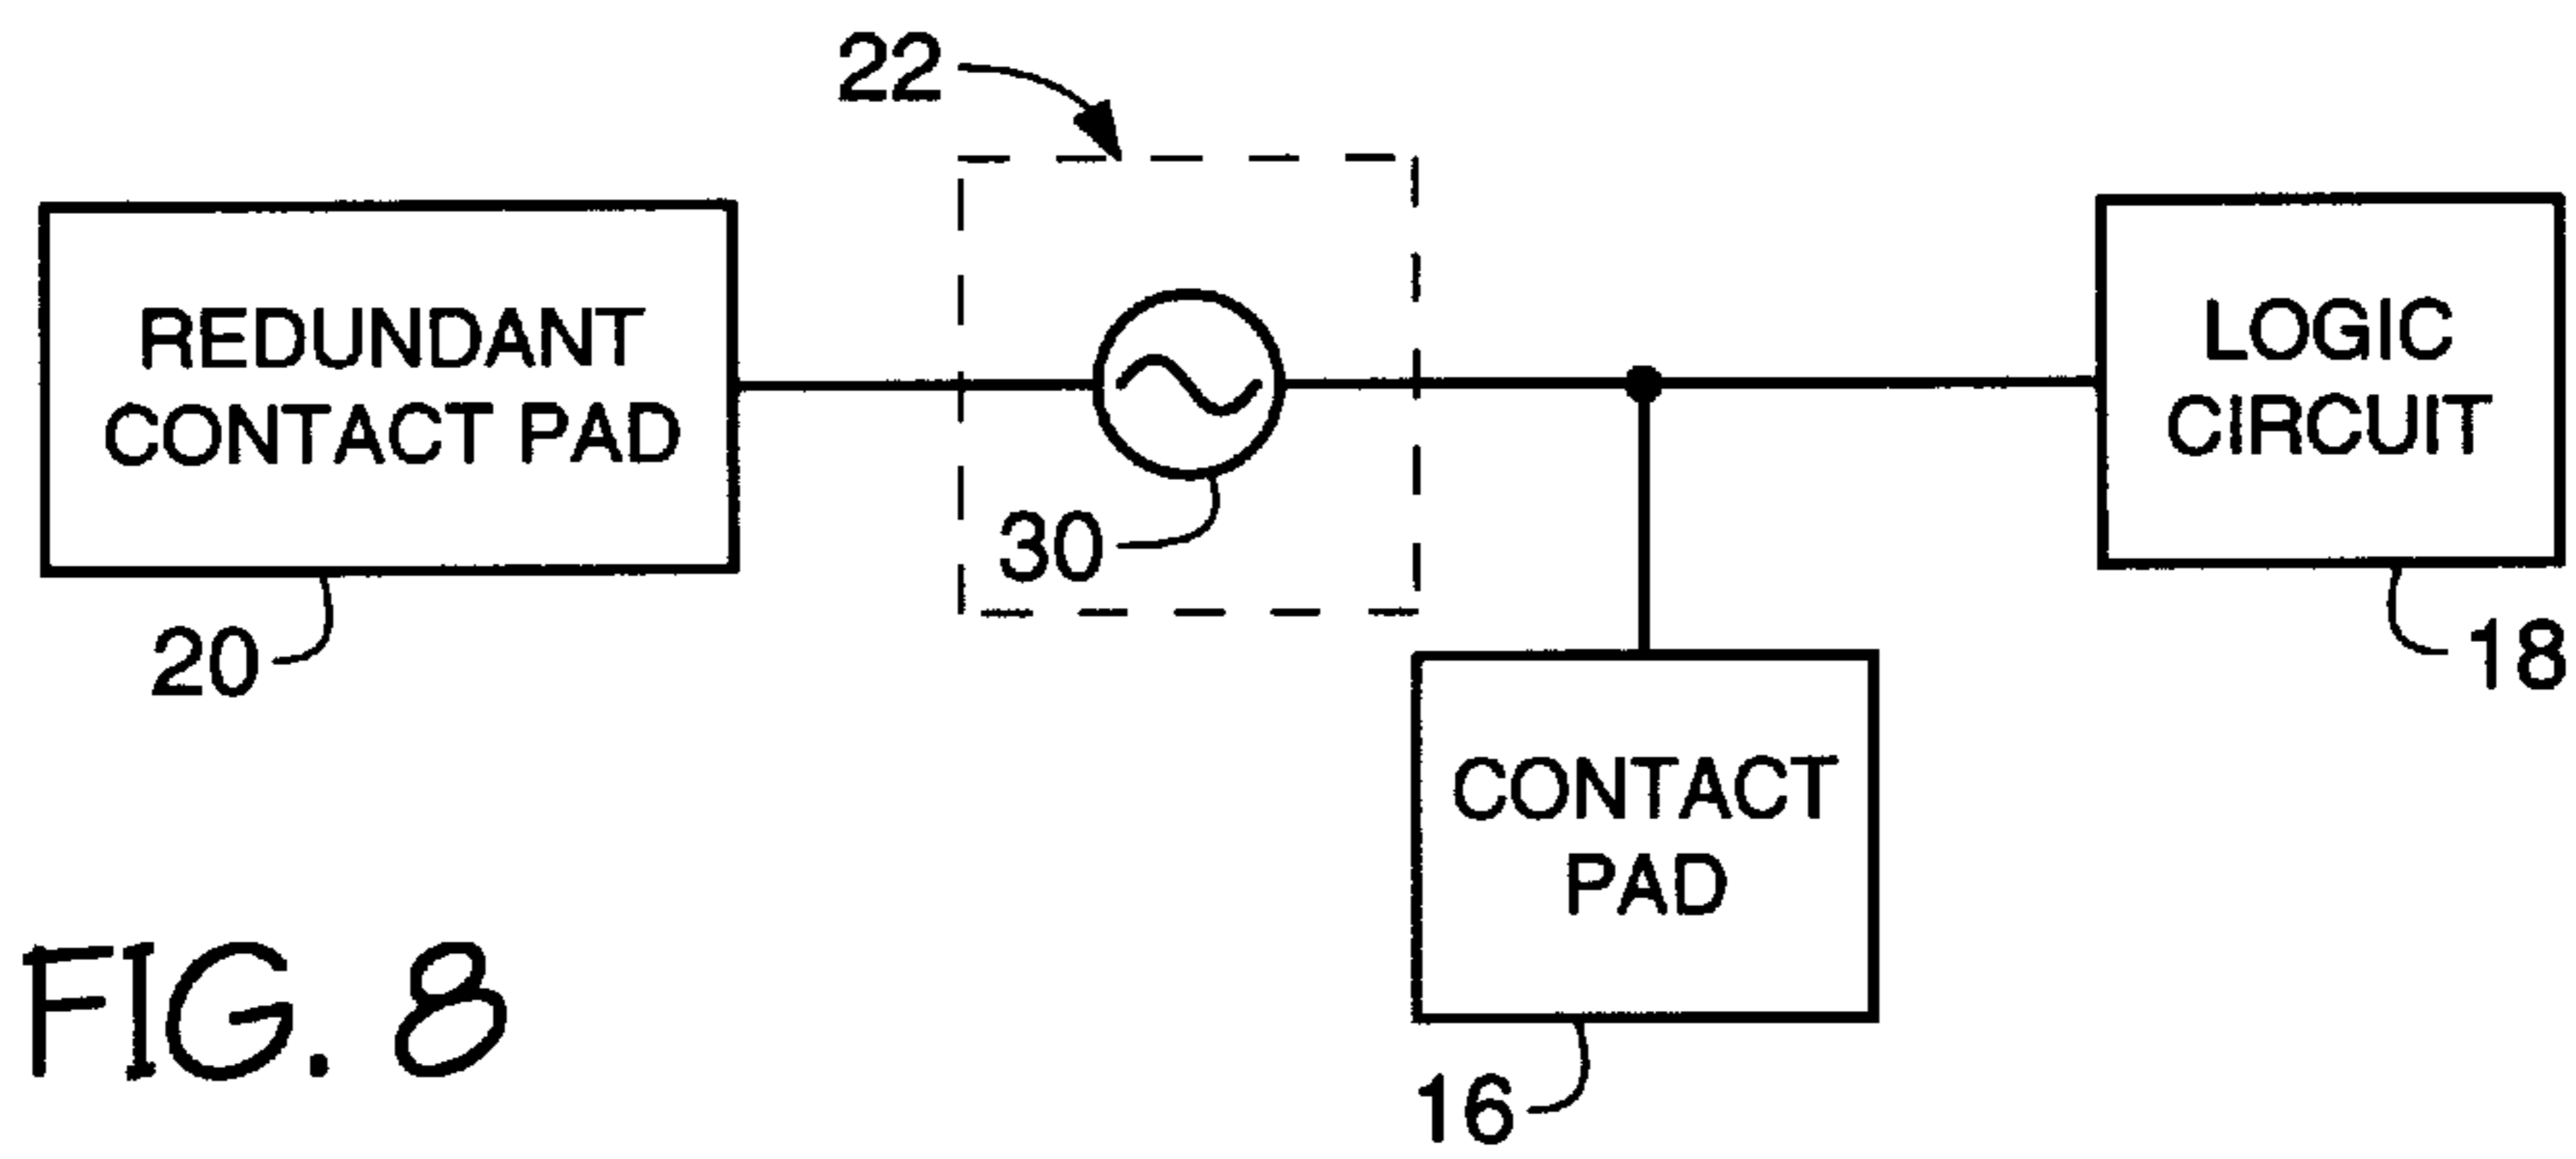 22
REDUNDANT
CONTACT PAD
LOGIC
CIRCUIT
30
20
18
CONTACT
PAD
16
FIG. 8